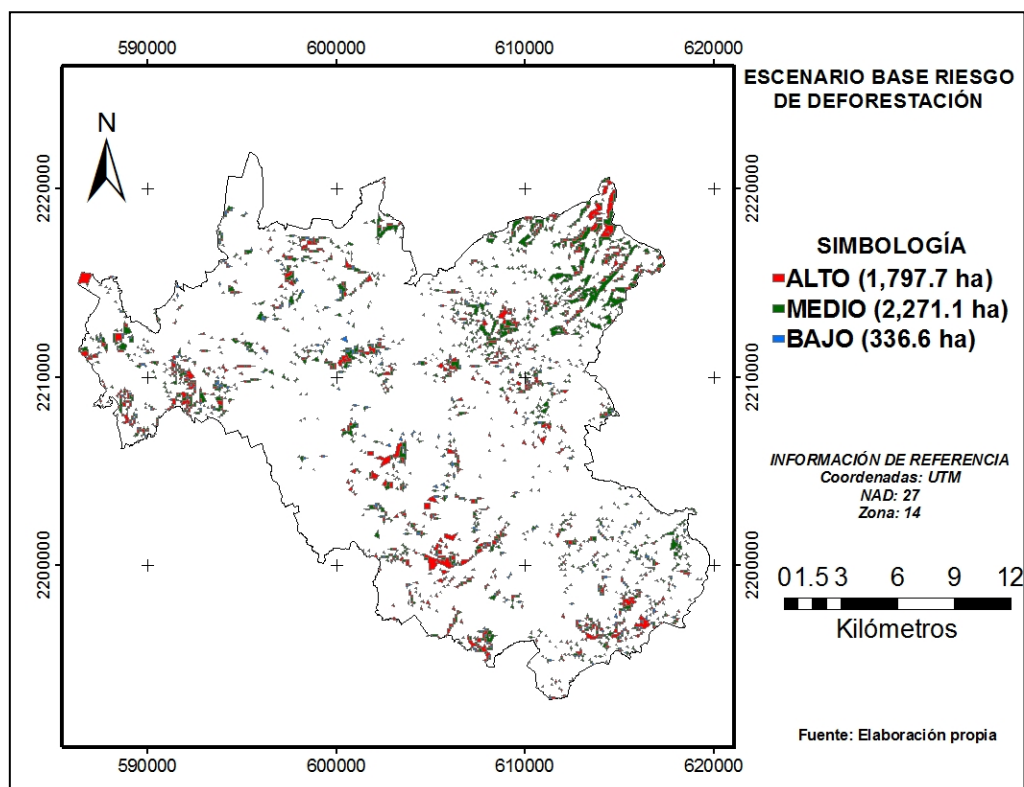 590000 600000 610000 620000
ESCENARIO BASE RIESGO
DE DEFORESTACIÓN
N
2220000 2220000
SIMBOLOGÍA
ALTO (1,797.7 ha)
MEDIO (2,271.1 ha)
BAJO (336.6 ha)
2210000 2210000
INFORMACIÓN DE REFERENCIA
Coordenadas: UTM
NAD: 27
Zona: 14
2200000 2200000
0 1.5 3 6 9 12
Kilómetros
Fuente: Elaboración propia
590000 600000 610000 620000